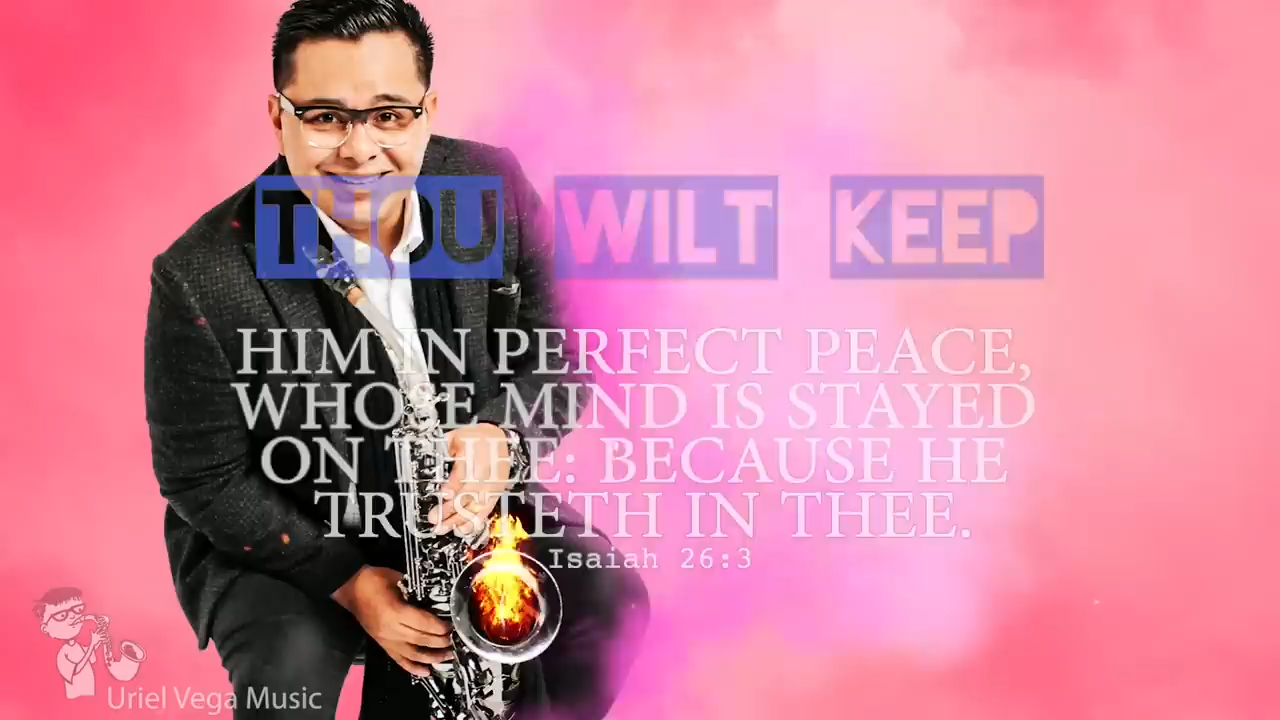 THOU WILT KEEP
HIM IN PERFECT PEACE,
WHOSE MIND IS STAYED
ON THEE: BECAUSE HE
TRUSTETH IN THEE.
Isaiah 26:3
Uriel Vega Music